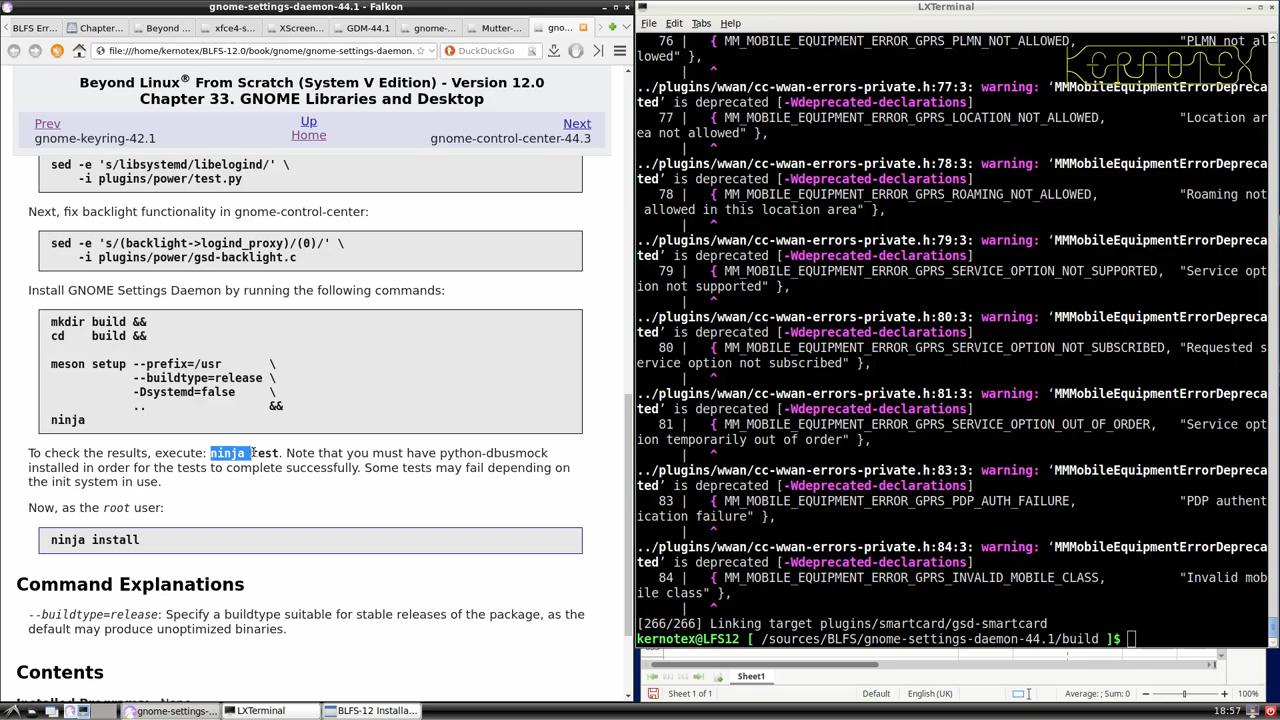 gnome-settings-daemon-44.1 - Falkon
BLFS Err...
Chapter...
Beyond ...
xfce4-s...
XScreen...
GDM-44.1
gnome-...
Mutter-...
gno...
file:///home/kernotex/BLFS-12.0/book/gnome/gnome-settings-daemon.
DuckDuckGo
Beyond Linux® From Scratch (System V Edition) - Version 12.0
Chapter 33. GNOME Libraries and Desktop
Prev
Up
Next
gnome-keyring-42.1
Home
gnome-control-center-44.3
sed -e 's/libsystemd/libelogind/' \
-i plugins/power/test.py
Next, fix backlight functionality in gnome-control-center:
sed -e 's/(backlight->logind_proxy)/(0)/' \
-i plugins/power/gsd-backlight.c
Install GNOME Settings Daemon by running the following commands:
mkdir build &&
cd    build &&
meson setup --prefix=/usr       \
--buildtype=release \
-Dsystemd=false     \
..                  &&
ninja
To check the results, execute: ninja test. Note that you must have python-dbusmock
installed in order for the tests to complete successfully. Some tests may fail depending on
the init system in use.
Now, as the root user:
ninja install
Command Explanations
--buildtype=release: Specify a buildtype suitable for stable releases of the package, as the
default may produce unoptimized binaries.
Contents
LXTerminal
File Edit Tabs Help
KERNOTEX
76 |   { MM_MOBILE_EQUIPMENT_ERROR_GPRS_PLMN_NOT_ALLOWED,            "PLMN not al
lowed" },
|   ^
../plugins/wwan/cc-wwan-errors-private.h:77:3: warning: ‘MMMobileEquipmentErrorDepreca
ted’ is deprecated [-Wdeprecated-declarations]
77 |   { MM_MOBILE_EQUIPMENT_ERROR_GPRS_LOCATION_NOT_ALLOWED,        "Location ar
ea not allowed" },
|   ^
../plugins/wwan/cc-wwan-errors-private.h:78:3: warning: ‘MMMobileEquipmentErrorDepreca
ted’ is deprecated [-Wdeprecated-declarations]
78 |   { MM_MOBILE_EQUIPMENT_ERROR_GPRS_ROAMING_NOT_ALLOWED,         "Roaming not
allowed in this location area" },
|   ^
../plugins/wwan/cc-wwan-errors-private.h:79:3: warning: ‘MMMobileEquipmentErrorDepreca
ted’ is deprecated [-Wdeprecated-declarations]
79 |   { MM_MOBILE_EQUIPMENT_ERROR_GPRS_SERVICE_OPTION_NOT_SUPPORTED,  "Service opt
ion not supported" },
|   ^
../plugins/wwan/cc-wwan-errors-private.h:80:3: warning: ‘MMMobileEquipmentErrorDepreca
ted’ is deprecated [-Wdeprecated-declarations]
80 |   { MM_MOBILE_EQUIPMENT_ERROR_GPRS_SERVICE_OPTION_NOT_SUBSCRIBED, "Requested s
ervice option not subscribed" },
|   ^
../plugins/wwan/cc-wwan-errors-private.h:81:3: warning: ‘MMMobileEquipmentErrorDepreca
ted’ is deprecated [-Wdeprecated-declarations]
81 |   { MM_MOBILE_EQUIPMENT_ERROR_GPRS_SERVICE_OPTION_OUT_OF_ORDER,   "Service opt
ion temporarily out of order" },
|   ^
../plugins/wwan/cc-wwan-errors-private.h:83:3: warning: ‘MMMobileEquipmentErrorDepreca
ted’ is deprecated [-Wdeprecated-declarations]
83 |   { MM_MOBILE_EQUIPMENT_ERROR_GPRS_PDP_AUTH_FAILURE,            "PDP authent
ication failure" },
|   ^
../plugins/wwan/cc-wwan-errors-private.h:84:3: warning: ‘MMMobileEquipmentErrorDepreca
ted’ is deprecated [-Wdeprecated-declarations]
84 |   { MM_MOBILE_EQUIPMENT_ERROR_GPRS_INVALID_MOBILE_CLASS,        "Invalid mob
ile class" },
|   ^
[266/266] Linking target plugins/smartcard/gsd-smartcard
kernotex@LFS12 [ /sources/BLFS/gnome-settings-daemon-44.1/build ]$
Sheet1
Sheet 1 of 1
Default
English (UK)
Average: ; Sum: 0
100%
gnome-settings-...
LXTerminal
BLFS-12 Installa...
18:57